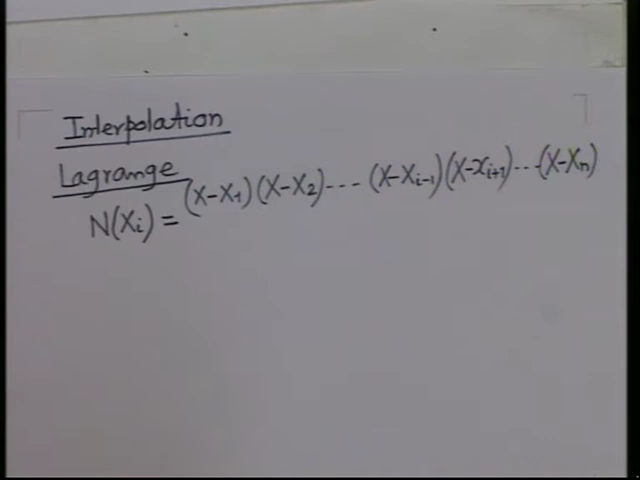 Interpolation
Lagrange
N(Xi) = (X-X1)(X-X2)---- (X-Xi-1)(X-xi+1)---(X-Xn)